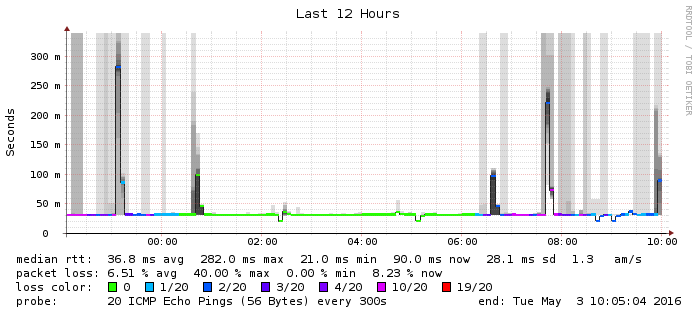 Last 12 Hours
RRDTOOL / TOBI OETIKER
Seconds
300 m
250 m
200 m
150 m
100 m
50 m
0
00:00 02:00 04:00 06:00 08:00 10:00
median rtt: 36.8 ms avg 282.0 ms max 21.0 ms min 90.0 ms now 28.1 ms sd 1.3 am/s
packet loss: 6.51 % avg 40.00 % max 0.00 % min 8.23 % now
loss color: 0 1/20 2/20 3/20 4/20 10/20 19/20
probe: 20 ICMP Echo Pings (56 Bytes) every 300s end: Tue May 3 10:05:04 2016